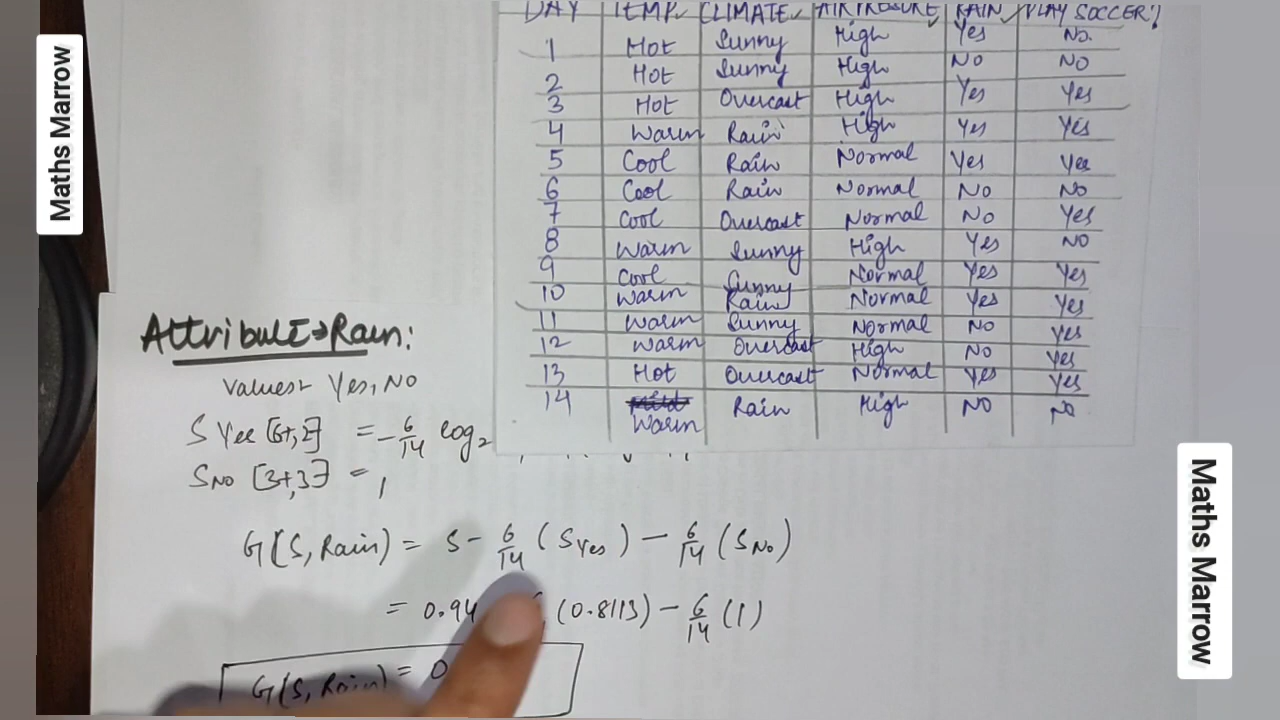 DAY TEMP CLIMATE AIR PRESSURE RAIN PLAY SOCCER?
1 Hot Sunny High Yes No
2 Hot Sunny High No No
3 Hot Overcast High Yes Yes
4 Warm Rain High Yes Yes
5 Cool Rain Normal Yes Yes
6 Cool Rain Normal No No
7 Cool Overcast Normal No Yes
8 Warm Sunny High Yes No
9 Cool Sunny Normal Yes Yes
10 Warm Rain Normal Yes Yes
11 Warm Sunny Normal No Yes
12 Warm Overcast High No Yes
13 Hot Overcast Normal Yes Yes
14 Warm Rain High No No
Attribute → Rain:
Values → Yes, No
S Yes [6+, 2-] = -6/14 log2
SNO [3+, 3-] = 1
G(S, Rain) = S - 6/14 (SYes) - 6/14 (SNo)
= 0.94 (0.8113) - 6/14 (1)
G(S, Rain) = 0
Maths Marrow
Maths Marrow